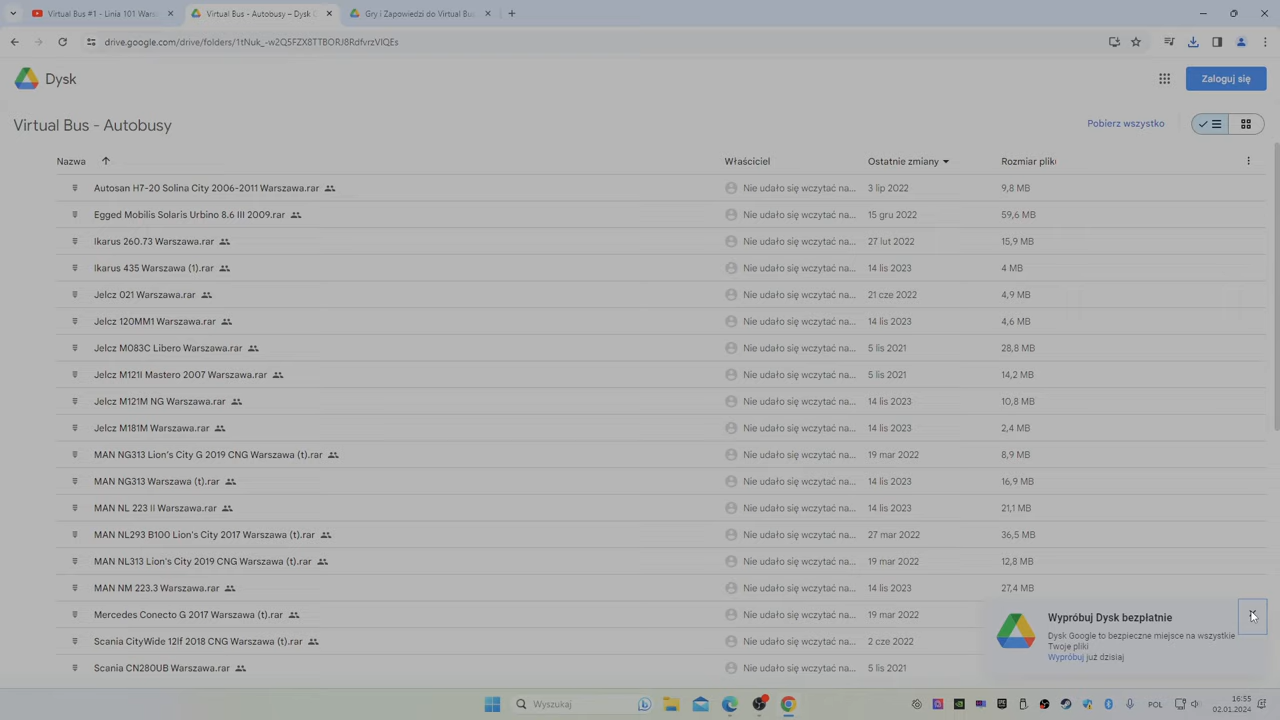 Virtual Bus #1 - Linia 101 Wars
Virtual Bus - Autobusy – Dysk G
Gry i Zapowiedzi do Virtual Bus
drive.google.com/drive/folders/1tNuk_-w2Q5FZX8TTBORJ8RdfvrzVIQEs
Dysk
Zaloguj się
Virtual Bus - Autobusy
Pobierz wszystko
Nazwa Właściciel Ostatnie zmiany Rozmiar pliku
Autosan H7-20 Solina City 2006-2011 Warszawa.rar Nie udało się wczytać na... 3 lip 2022 9,8 MB
Egged Mobilis Solaris Urbino 8.6 III 2009.rar Nie udało się wczytać na... 15 gru 2022 59,6 MB
Ikarus 260.73 Warszawa.rar Nie udało się wczytać na... 27 lut 2022 15,9 MB
Ikarus 435 Warszawa (1).rar Nie udało się wczytać na... 14 lis 2023 4 MB
Jelcz 021 Warszawa.rar Nie udało się wczytać na... 21 cze 2022 4,9 MB
Jelcz 120MM1 Warszawa.rar Nie udało się wczytać na... 14 lis 2023 4,6 MB
Jelcz M083C Libero Warszawa.rar Nie udało się wczytać na... 5 lis 2021 28,8 MB
Jelcz M121I Mastero 2007 Warszawa.rar Nie udało się wczytać na... 5 lis 2021 14,2 MB
Jelcz M121M NG Warszawa.rar Nie udało się wczytać na... 14 lis 2023 10,8 MB
Jelcz M181M Warszawa.rar Nie udało się wczytać na... 14 lis 2023 2,4 MB
MAN NG313 Lion's City G 2019 CNG Warszawa (t).rar Nie udało się wczytać na... 19 mar 2022 8,9 MB
MAN NG313 Warszawa (t).rar Nie udało się wczytać na... 14 lis 2023 16,9 MB
MAN NL 223 II Warszawa.rar Nie udało się wczytać na... 14 lis 2023 21,1 MB
MAN NL293 B100 Lion's City 2017 Warszawa (t).rar Nie udało się wczytać na... 27 mar 2022 36,5 MB
MAN NL313 Lion's City 2019 CNG Warszawa (t).rar Nie udało się wczytać na... 19 mar 2022 12,8 MB
MAN NM 223.3 Warszawa.rar Nie udało się wczytać na... 14 lis 2023 27,4 MB
Mercedes Conecto G 2017 Warszawa (t).rar Nie udało się wczytać na... 19 mar 2022
Scania CityWide 12lf 2018 CNG Warszawa (t).rar Nie udało się wczytać na... 2 cze 2022
Scania CN280UB Warszawa.rar Nie udało się wczytać na... 5 lis 2021
Wypróbuj Dysk bezpłatnie
Dysk Google to bezpieczne miejsce na wszystkie
Twoje pliki
Wypróbuj już dzisiaj
Wyszukaj
POL
16:55
02.01.2024